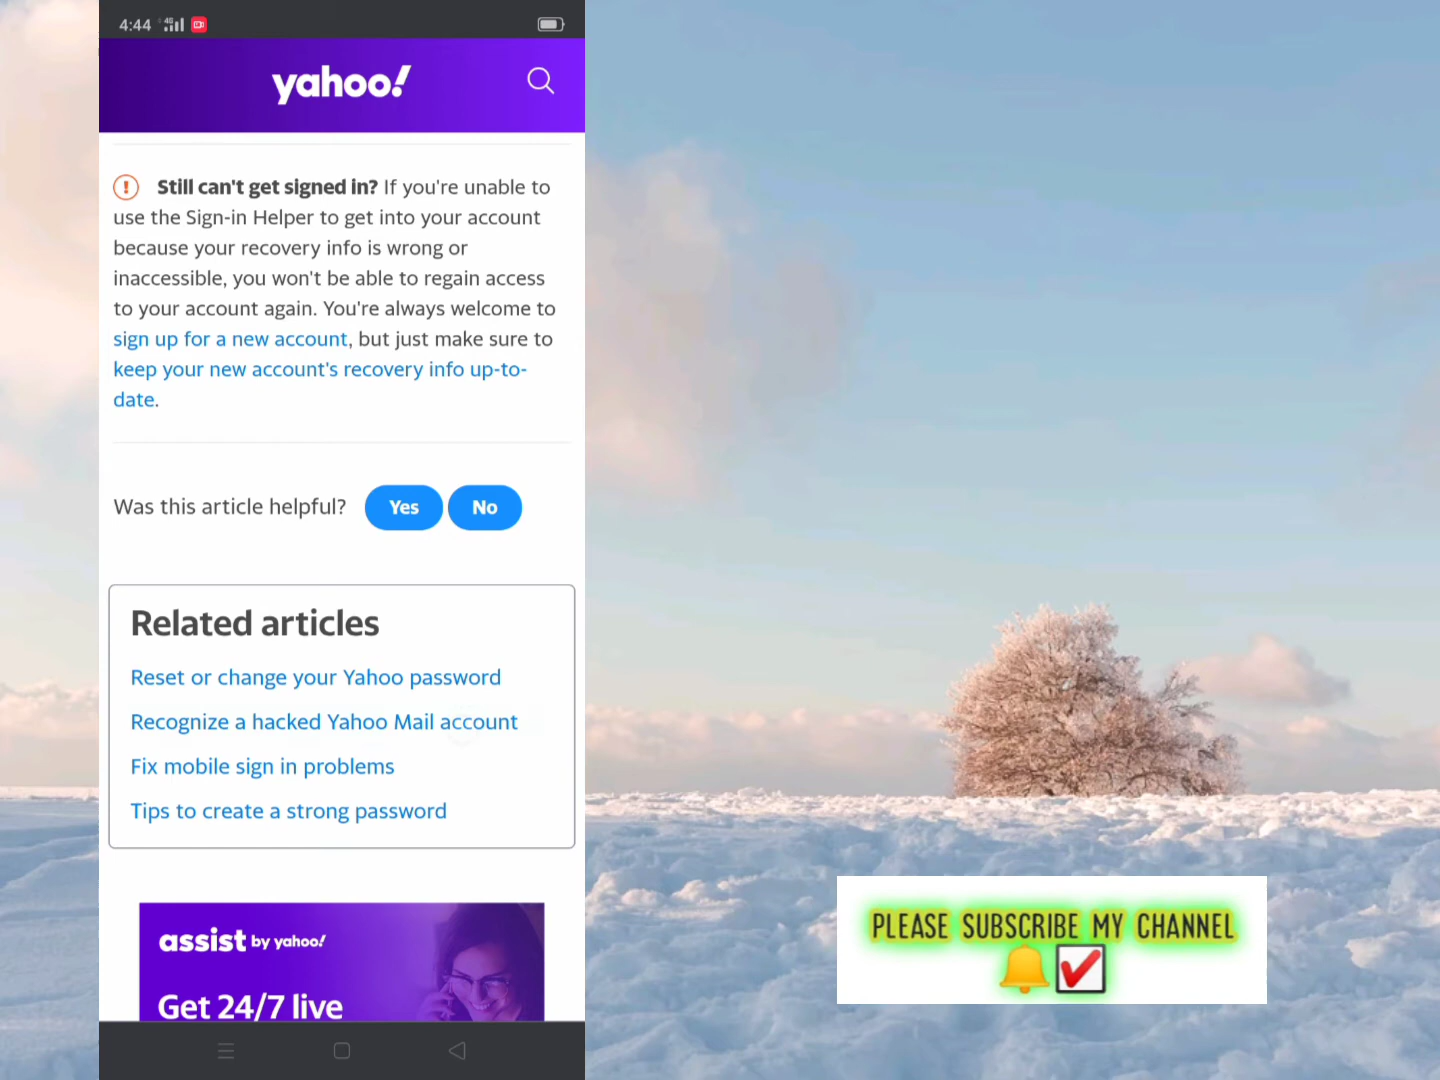 4:44 4G
yahoo!
Still can't get signed in? If you're unable to
use the Sign-in Helper to get into your account
because your recovery info is wrong or
inaccessible, you won't be able to regain access
to your account again. You're always welcome to
sign up for a new account, but just make sure to
keep your new account's recovery info up-to-
date.
Was this article helpful? Yes No
Related articles
Reset or change your Yahoo password
Recognize a hacked Yahoo Mail account
Fix mobile sign in problems
Tips to create a strong password
assist by yahoo!
Get 24/7 live
PLEASE SUBSCRIBE MY CHANNEL